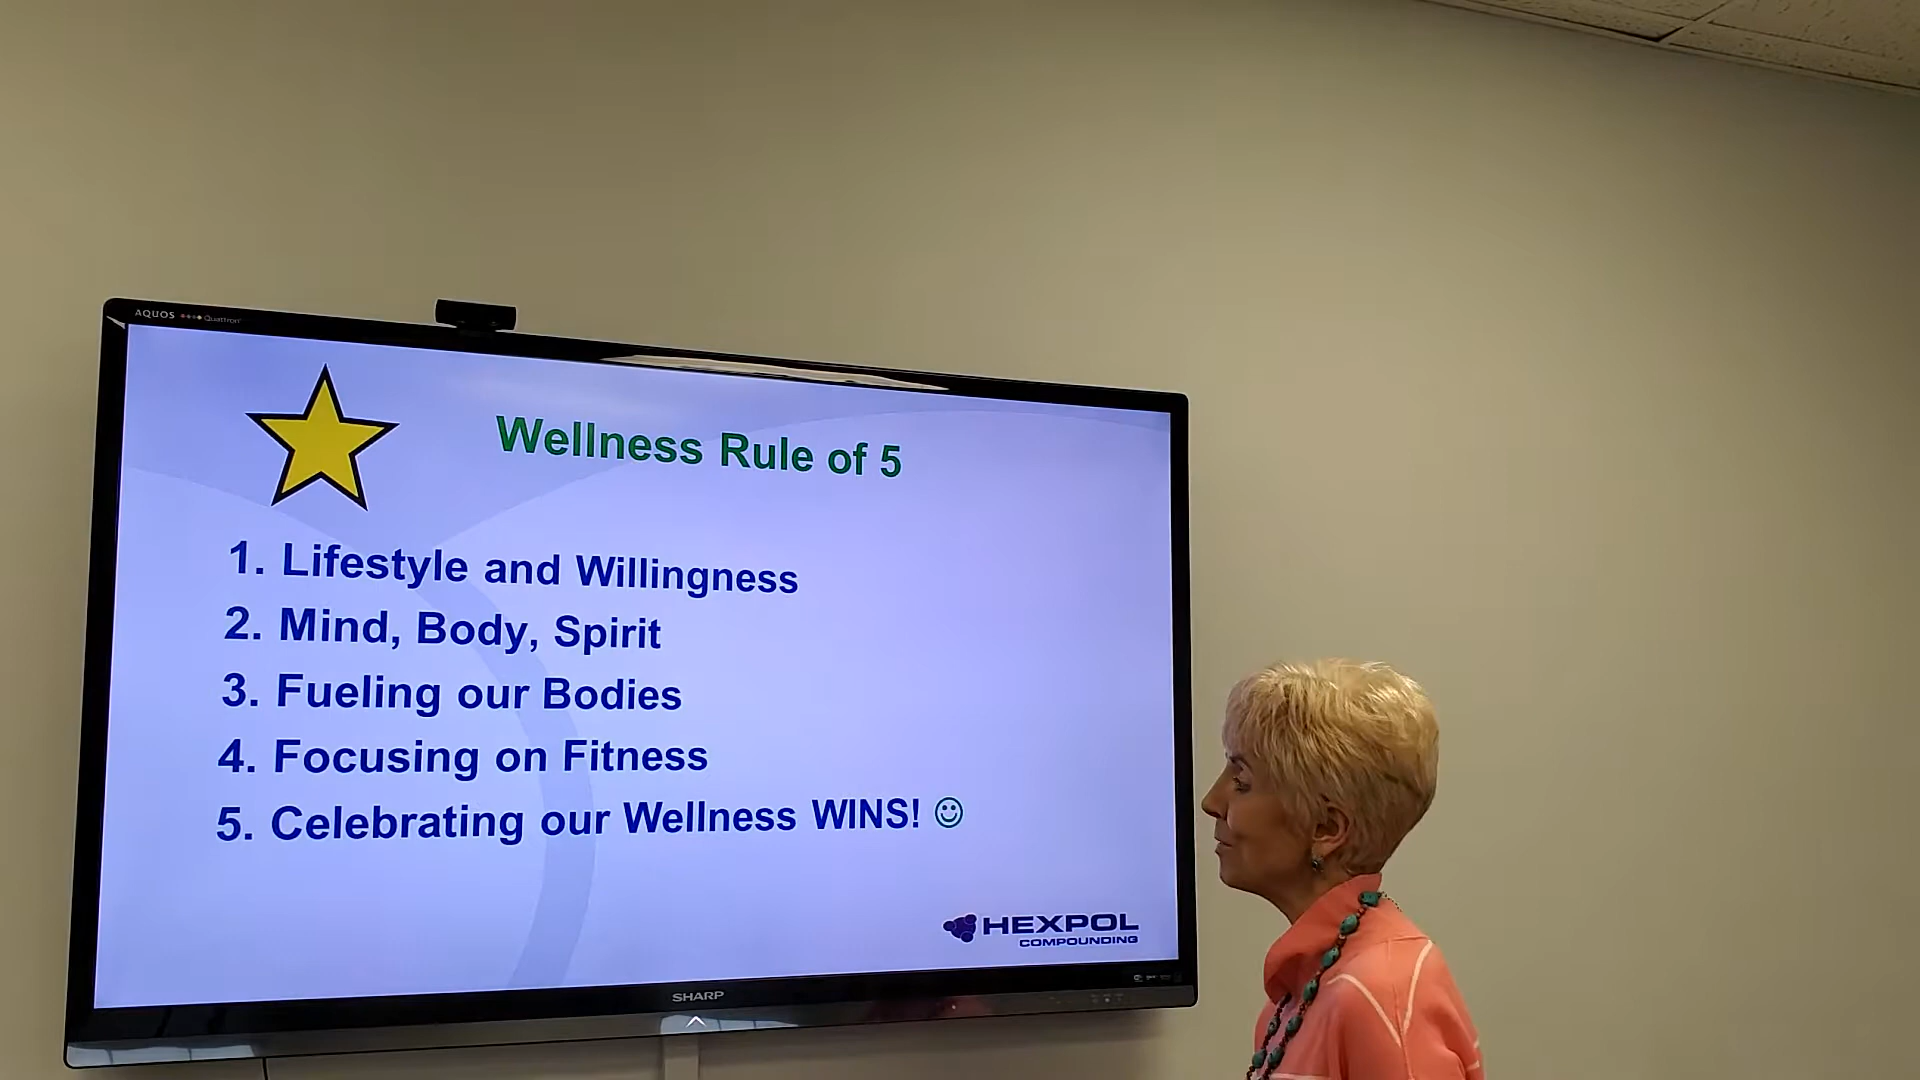 AQUOS Quattron
Wellness Rule of 5
1. Lifestyle and Willingness
2. Mind, Body, Spirit
3. Fueling our Bodies
4. Focusing on Fitness
5. Celebrating our Wellness WINS! ☺
HEXPOL
COMPOUNDING
SHARP